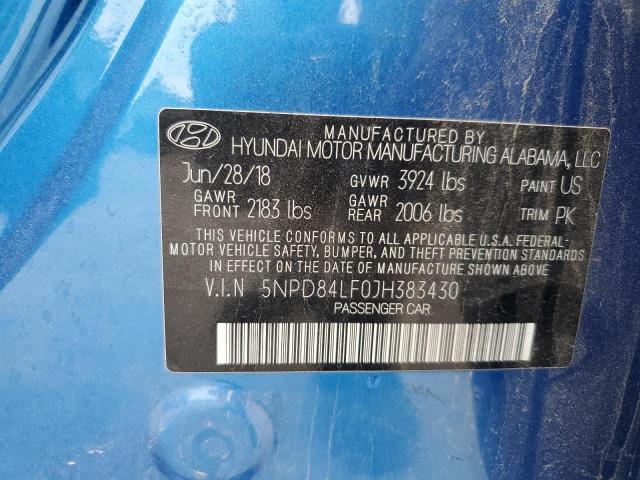 MANUFACTURED BY
HYUNDAI MOTOR MANUFACTURING ALABAMA, LLC
Jun/28/18 GVWR 3924 lbs PAINT US
GAWR FRONT 2183 lbs GAWR REAR 2006 lbs TRIM PK
THIS VEHICLE CONFORMS TO ALL APPLICABLE U.S.A. FEDERAL-
MOTOR VEHICLE SAFETY, BUMPER, AND THEFT PREVENTION STANDARDS
IN EFFECT ON THE DATE OF MANUFACTURE SHOWN ABOVE.
V.I.N 5NPD84LF0JH383430
PASSENGER CAR